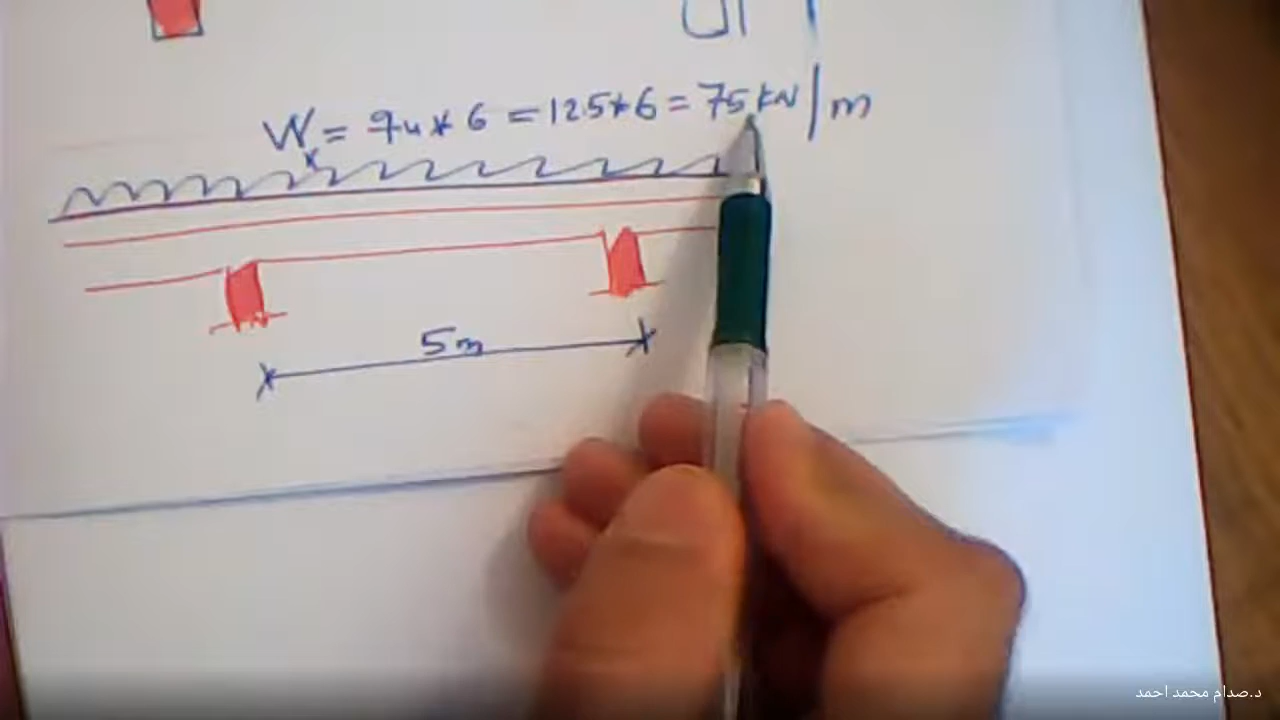 W = qu * 6 = 12.5 * 6 = 75 kN/m
5m
د.صدام محمد احمد